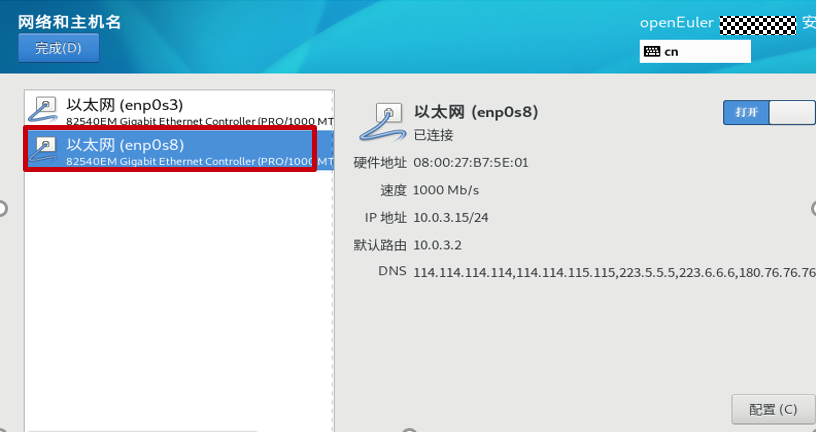 网络和主机名
完成(D)
openEuler
安
cn
以太网 (enp0s3)
82540EM Gigabit Ethernet Controller (PRO/1000 MT
以太网 (enp0s8)
82540EM Gigabit Ethernet Controller (PRO/1000 MT
以太网 (enp0s8)
已连接
打开
硬件地址 08:00:27:B7:5E:01
速度 1000 Mb/s
IP 地址 10.0.3.15/24
默认路由 10.0.3.2
DNS 114.114.114.114,114.114.115.115,223.5.5.5,223.6.6.6,180.76.76.76
配置 (C)